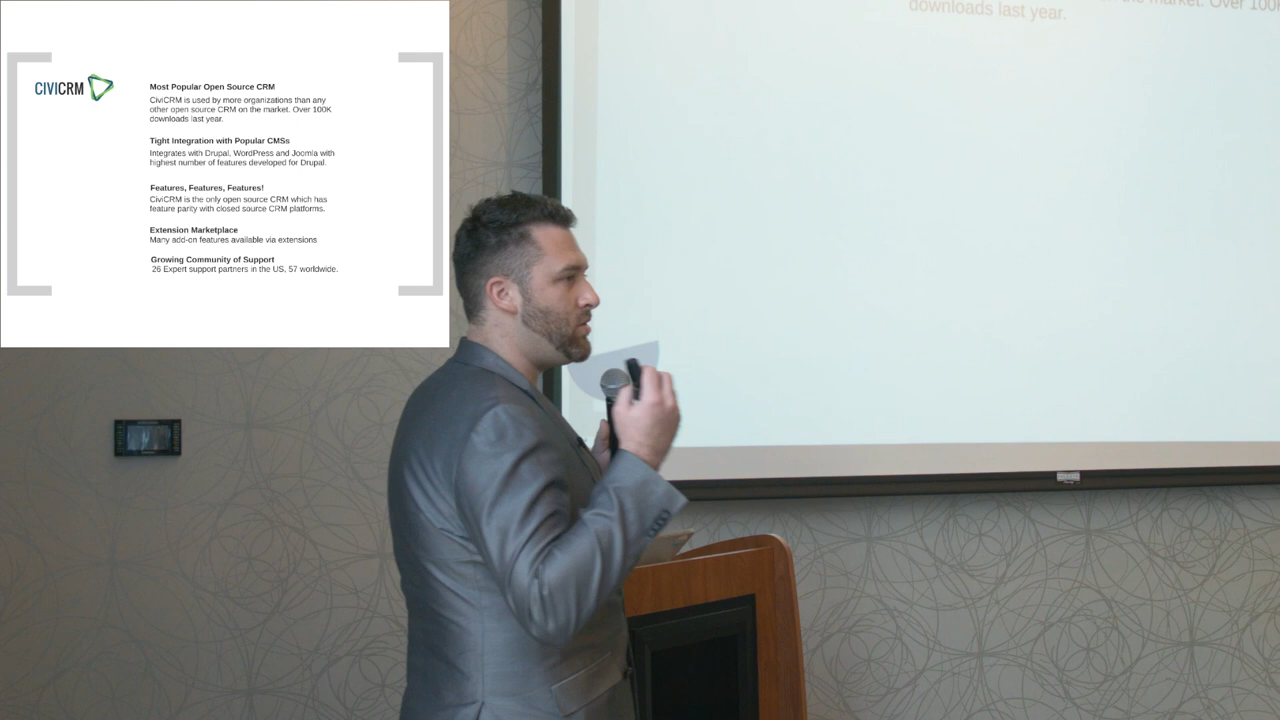 CIVICRM
Most Popular Open Source CRM
CiviCRM is used by more organizations than any
other open source CRM on the market. Over 100K
downloads last year.
Tight Integration with Popular CMSs
Integrates with Drupal, WordPress and Joomla with
highest number of features developed for Drupal.
Features, Features, Features!
CiviCRM is the only open source CRM which has
feature parity with closed source CRM platforms.
Extension Marketplace
Many add-on features available via extensions
Growing Community of Support
26 Expert support partners in the US, 57 worldwide.
the market. Over 100K
downloads last year.